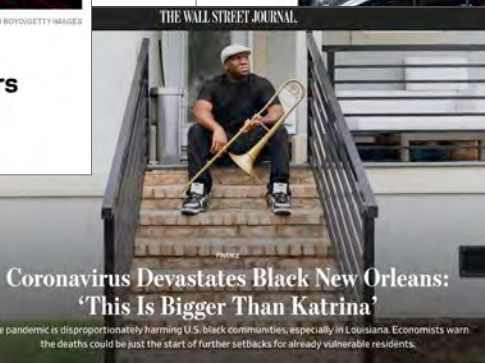 BOYD/GETTY IMAGES
rs
THE WALL STREET JOURNAL.
FINANCE
Coronavirus Devastates Black New Orleans:
‘This Is Bigger Than Katrina’
e pandemic is disproportionately harming U.S. black communities, especially in Louisiana. Economists warn
the deaths could be just the start of further setbacks for already vulnerable residents.